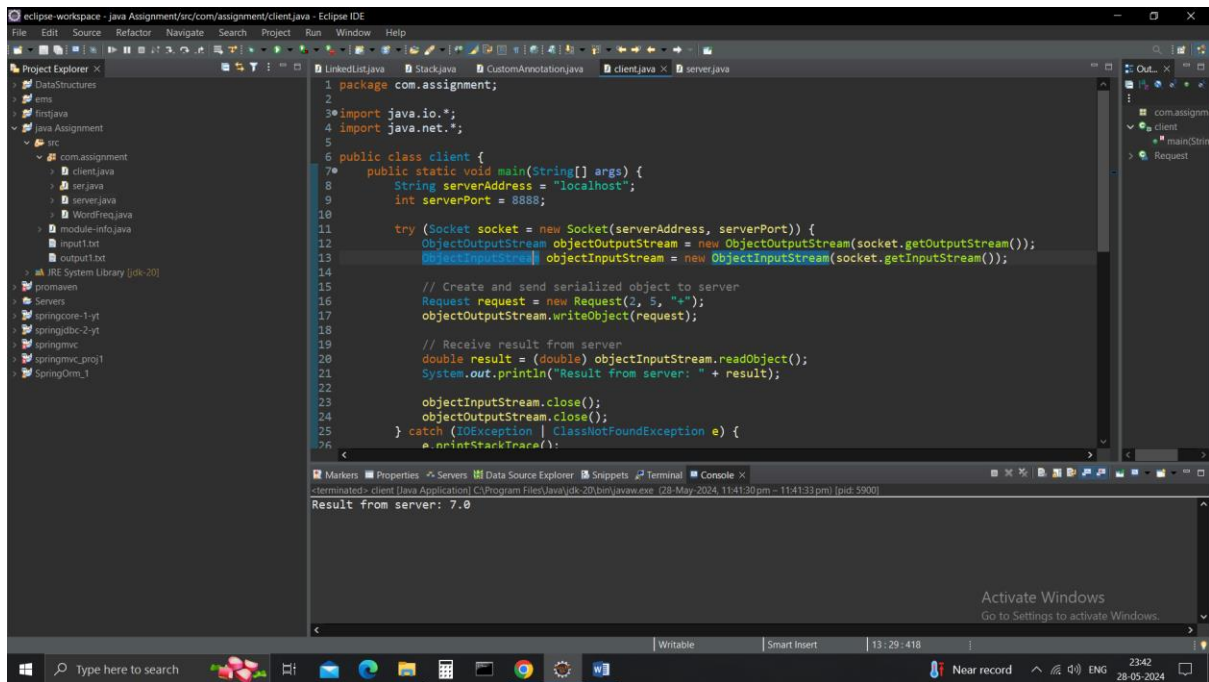 eclipse-workspace - java Assignment/src/com/assignment/client.java - Eclipse IDE
File Edit Source Refactor Navigate Search Project Run Window Help
Project Explorer
DataStructures
ems
firstjava
java Assignment
src
com.assignment
client.java
ser.java
server.java
WordFreq.java
module-info.java
input1.txt
output1.txt
JRE System Library [jdk-20]
promaven
Servers
springcore-1-yt
springjdbc-2-yt
springmvc
springmvc_proj1
SpringOrm_1
LinkedList.java Stack.java CustomAnnotation.java client.java server.java
1 package com.assignment;
2
3 import java.io.*;
4 import java.net.*;
5
6 public class client {
7 public static void main(String[] args) {
8 String serverAddress = "localhost";
9 int serverPort = 8888;
10
11 try (Socket socket = new Socket(serverAddress, serverPort)) {
12 ObjectOutputStream objectOutputStream = new ObjectOutputStream(socket.getOutputStream());
13 ObjectInputStream objectInputStream = new ObjectInputStream(socket.getInputStream());
14
15 // Create and send serialized object to server
16 Request request = new Request(2, 5, "+");
17 objectOutputStream.writeObject(request);
18
19 // Receive result from server
20 double result = (double) objectInputStream.readObject();
21 System.out.println("Result from server: " + result);
22
23 objectInputStream.close();
24 objectOutputStream.close();
25 } catch (IOException | ClassNotFoundException e) {
26 e.printStackTrace();
Out...
com.assignm
client
main(Strin
Request
Markers Properties Servers Data Source Explorer Snippets Terminal Console
<terminated> client [Java Application] C:\Program Files\Java\jdk-20\bin\javaw.exe (28-May-2024, 11:41:30 pm – 11:41:33 pm) [pid: 5900]
Result from server: 7.0
Activate Windows
Go to Settings to activate Windows.
Writable Smart Insert 13 : 29 : 418
Type here to search
Near record ENG 23:42
28-05-2024